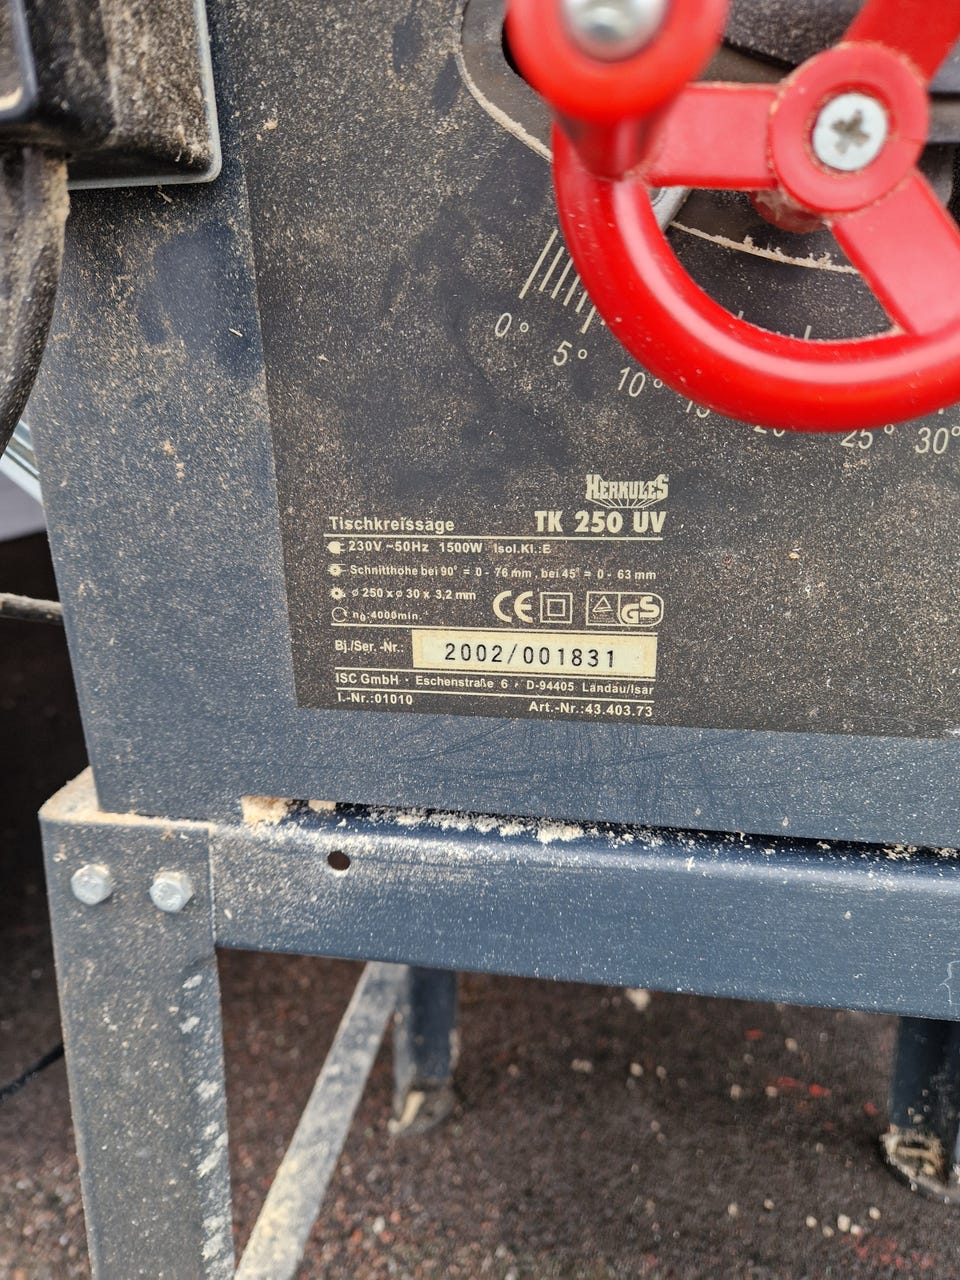 0°
5°
10°
15
20
25°
30°
HERKULES
Tischkreissäge TK 250 UV
230V ~50Hz 1500W Isol.Kl.:E
Schnitthöhe bei 90° = 0 - 76 mm, bei 45° = 0 - 63 mm
ø 250 x ø 30 x 3,2 mm
CE GS
n₀:4000min.
Bj./Ser. -Nr.: 2002/001831
ISC GmbH · Eschenstraße 6 · D-94405 Landau/Isar
I.-Nr.:01010 Art.-Nr.:43.403.73